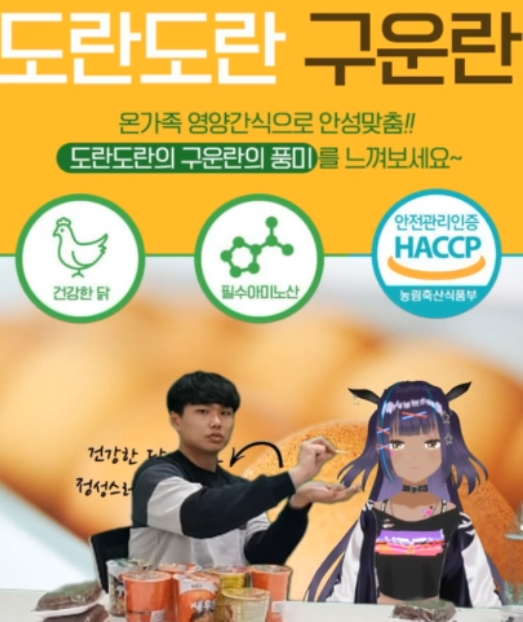 도란도란 구운란
온가족 영양간식으로 안성맞춤!!
도란도란의 구운란의 풍미를 느껴보세요~
건강한 닭
필수아미노산
안전관리인증
HACCP
농림축산식품부
건강한
정성스러